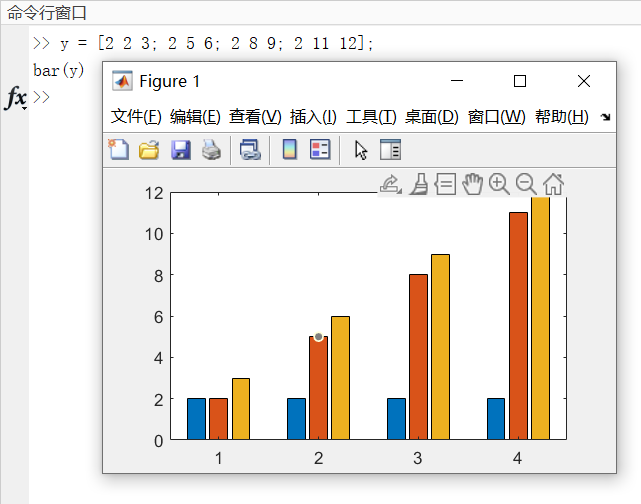 命令行窗口
>> y = [2 2 3; 2 5 6; 2 8 9; 2 11 12];
bar(y)
fx >>
Figure 1
文件(F) 编辑(E) 查看(V) 插入(I) 工具(T) 桌面(D) 窗口(W) 帮助(H)
12
10
8
6
4
2
0
1 2 3 4